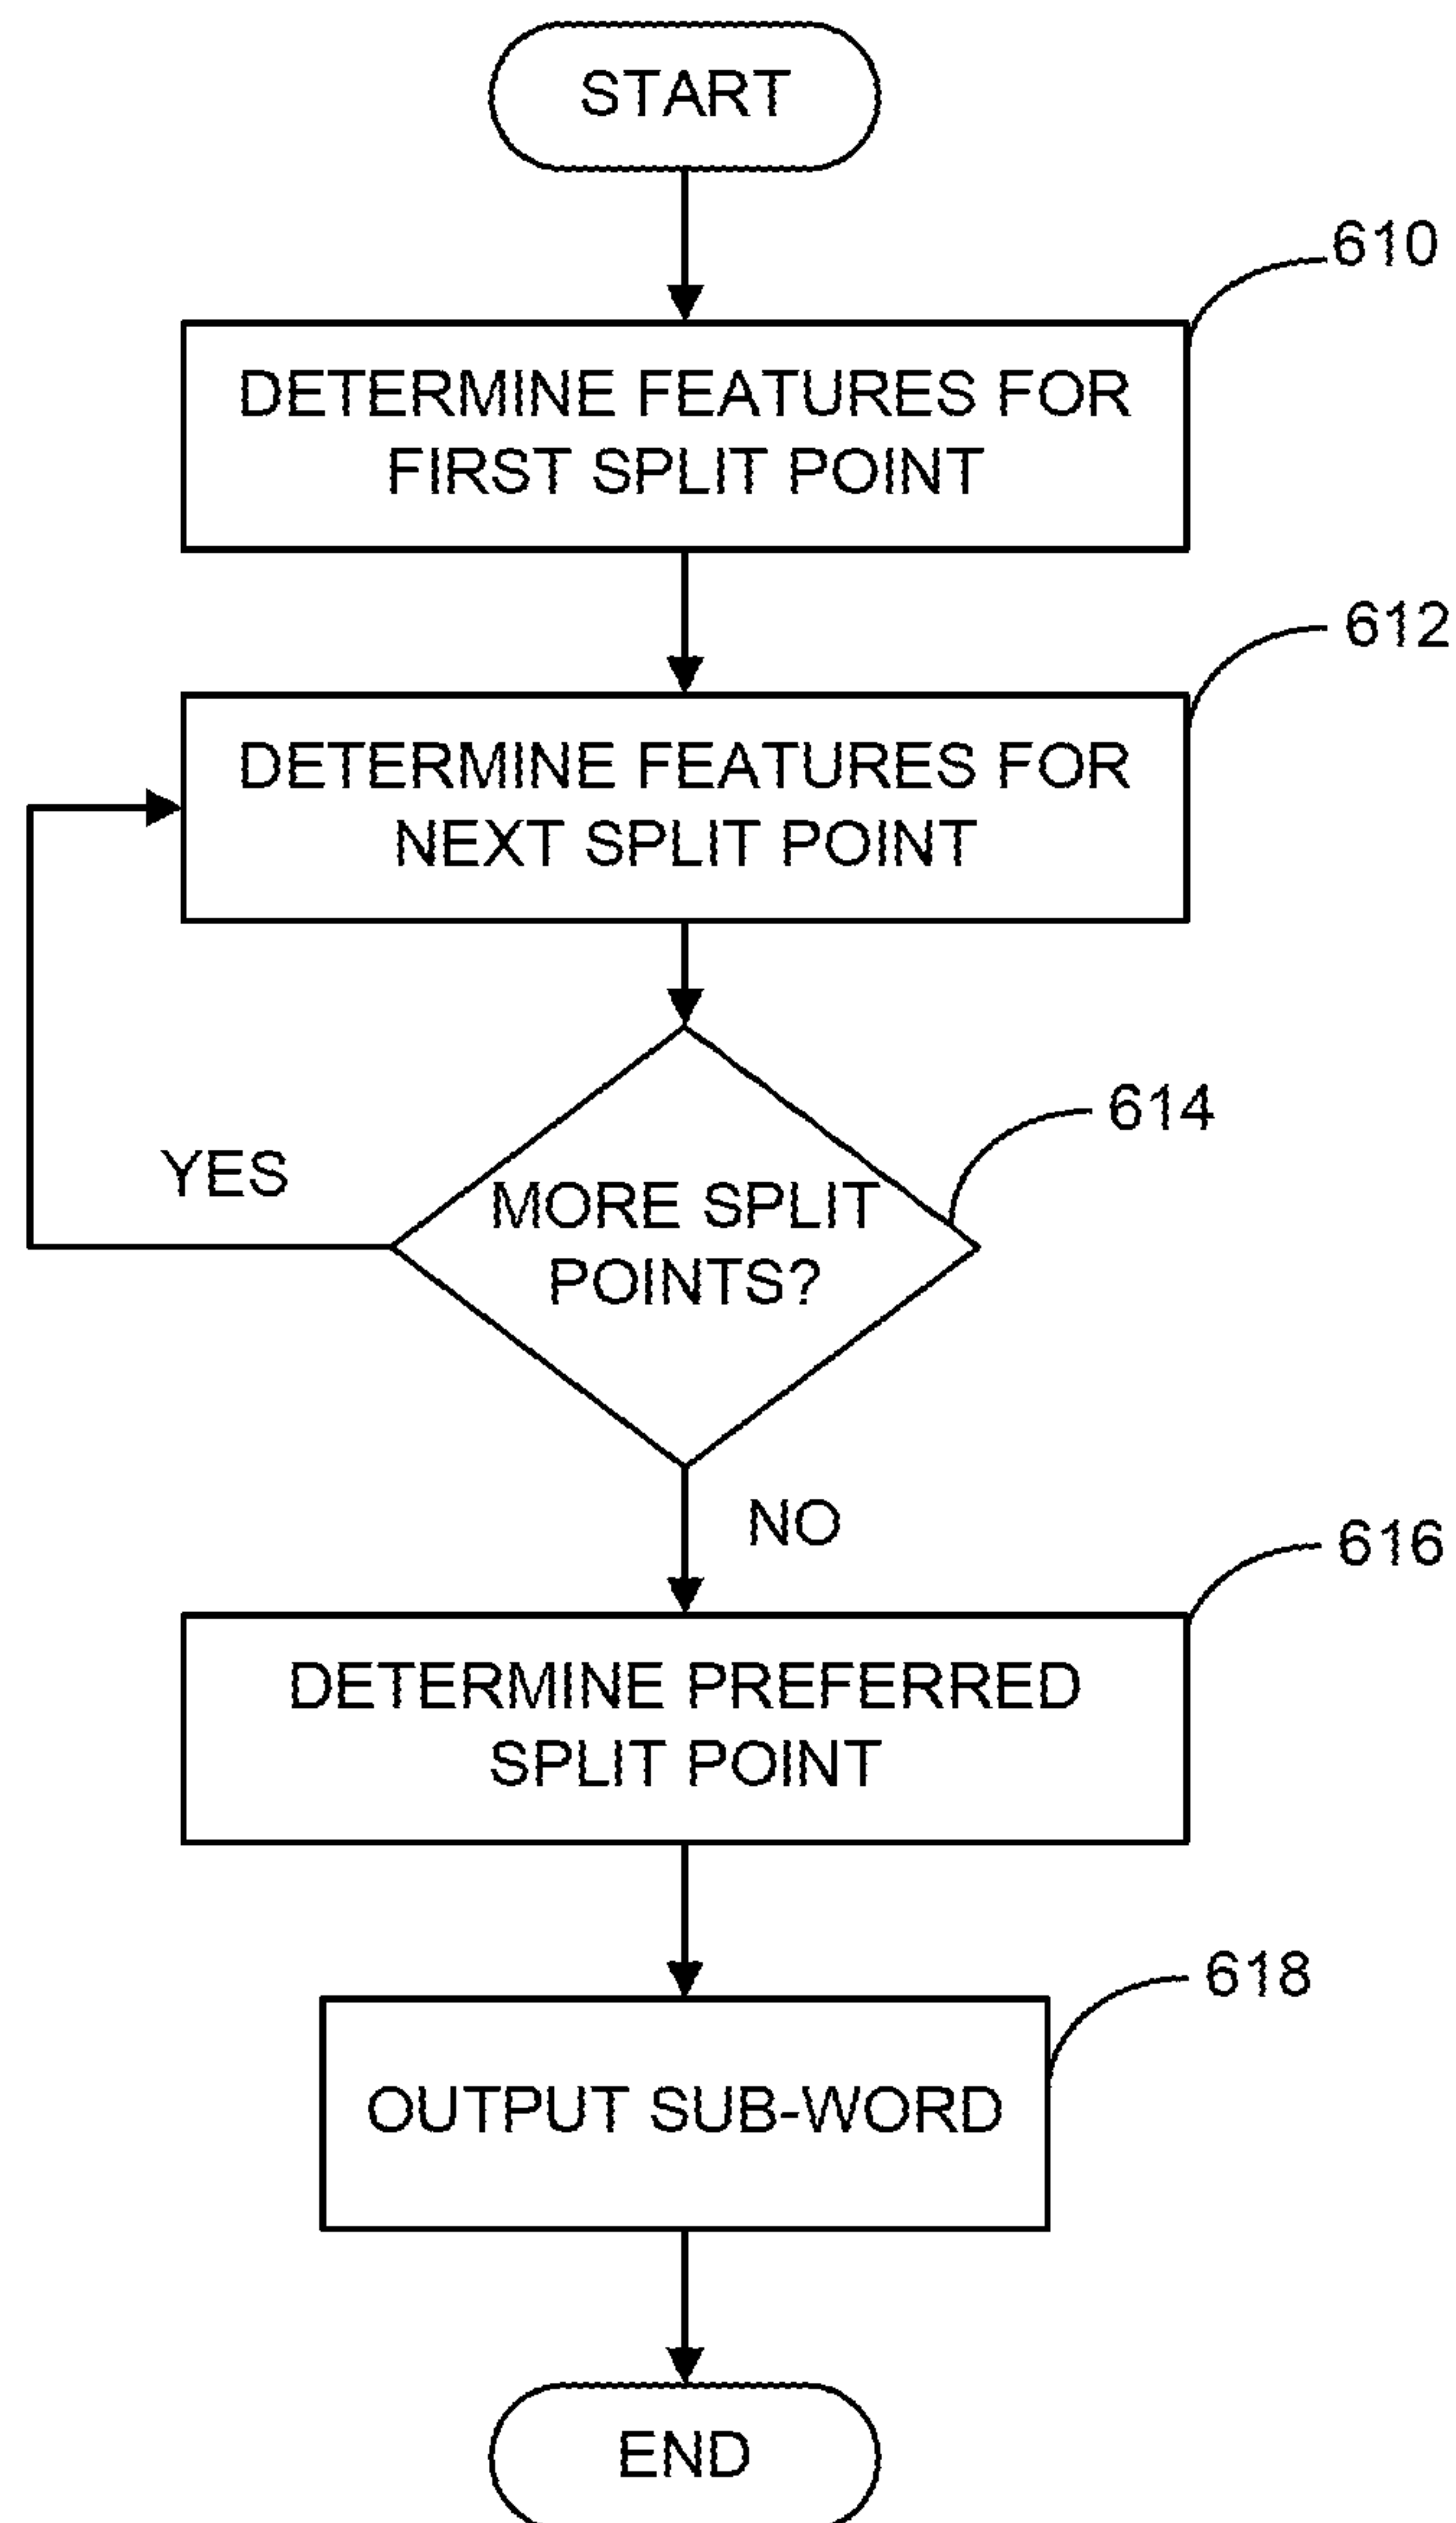 START
610
DETERMINE FEATURES FOR
FIRST SPLIT POINT
612
DETERMINE FEATURES FOR
NEXT SPLIT POINT
614
YES
MORE SPLIT
POINTS?
NO
616
DETERMINE PREFERRED
SPLIT POINT
618
OUTPUT SUB-WORD
END